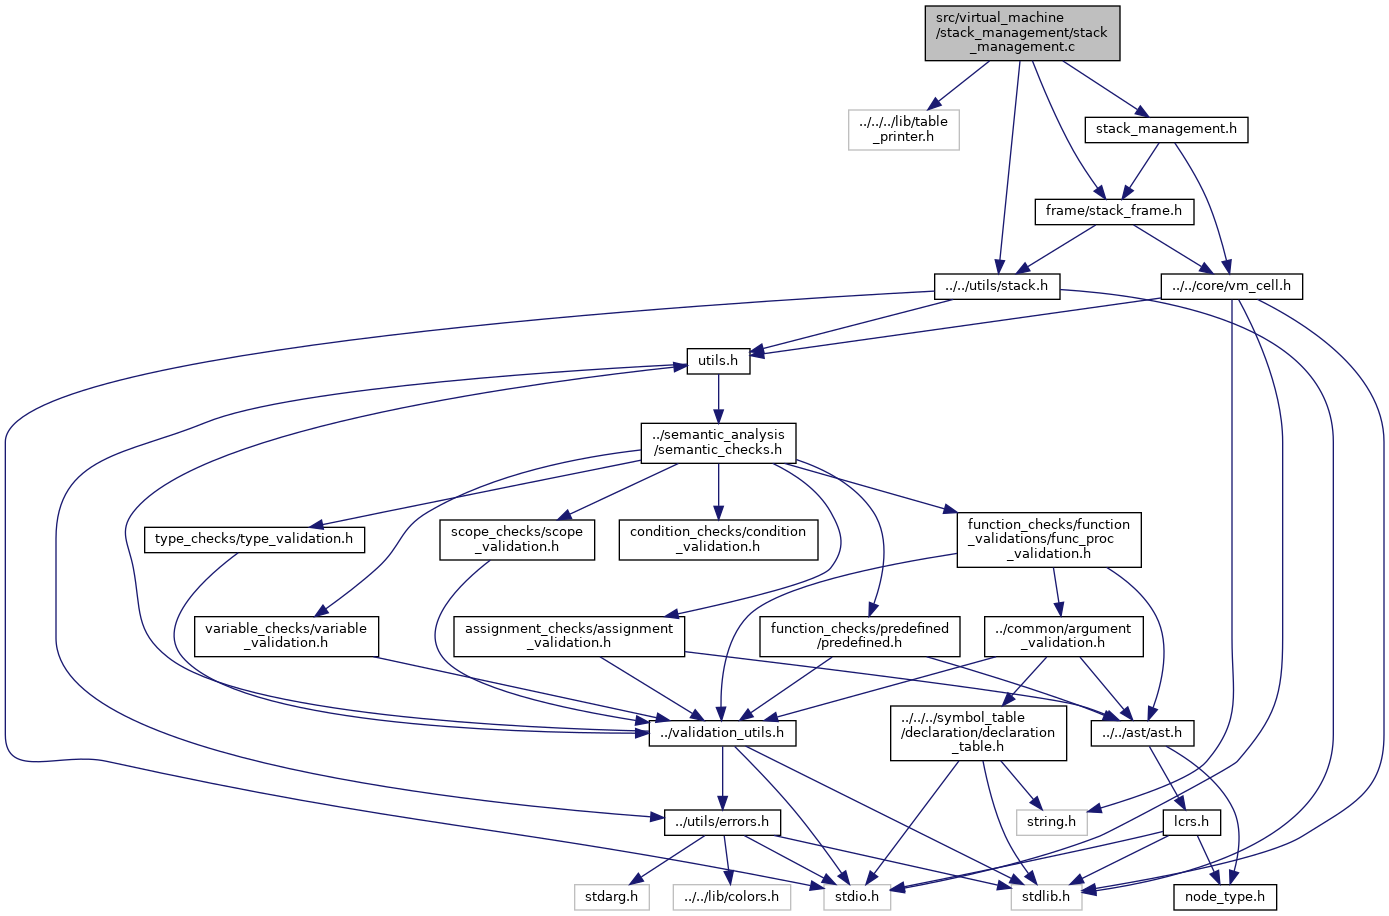 src/virtual_machine
/stack_management/stack
_management.c
../../../lib/table
_printer.h
stack_management.h
frame/stack_frame.h
../../utils/stack.h
../../core/vm_cell.h
utils.h
../semantic_analysis
/semantic_checks.h
type_checks/type_validation.h
scope_checks/scope
_validation.h
condition_checks/condition
_validation.h
function_checks/function
_validations/func_proc
_validation.h
variable_checks/variable
_validation.h
assignment_checks/assignment
_validation.h
function_checks/predefined
/predefined.h
../common/argument
_validation.h
../validation_utils.h
../../../symbol_table
/declaration/declaration
_table.h
../../ast/ast.h
../utils/errors.h
string.h
lcrs.h
stdarg.h
../../lib/colors.h
stdio.h
stdlib.h
node_type.h